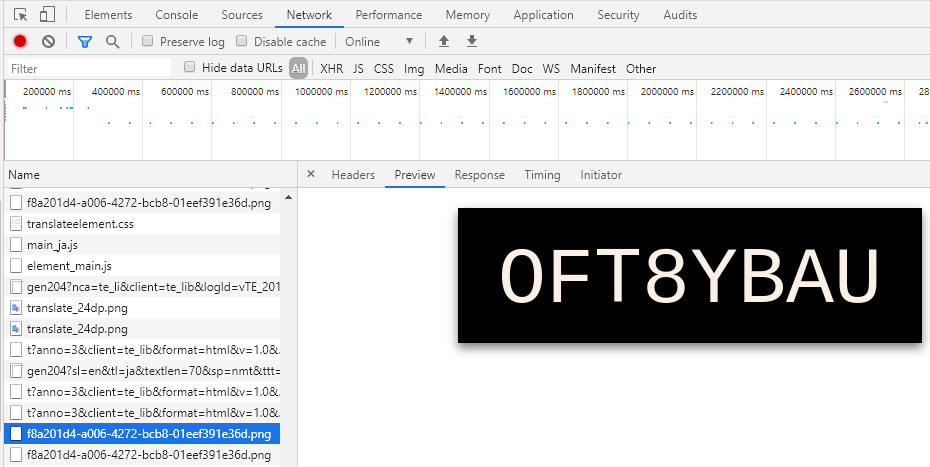 Elements Console Sources Network Performance Memory Application Security Audits
Preserve log Disable cache Online
Filter Hide data URLs All XHR JS CSS Img Media Font Doc WS Manifest Other
200000 ms 400000 ms 600000 ms 800000 ms 1000000 ms 1200000 ms 1400000 ms 1600000 ms 1800000 ms 2000000 ms 2200000 ms 2400000 ms 2600000 ms 28
Name × Headers Preview Response Timing Initiator
f8a201d4-a006-4272-bcb8-01eef391e36d.png
translateelement.css
main_ja.js
element_main.js
gen204?nca=te_li&client=te_lib&logId=vTE_201
translate_24dp.png
translate_24dp.png
t?anno=3&client=te_lib&format=html&v=1.0&
gen204?sl=en&tl=ja&textlen=70&sp=nmt&ttt=
t?anno=3&client=te_lib&format=html&v=1.0&
t?anno=3&client=te_lib&format=html&v=1.0&
f8a201d4-a006-4272-bcb8-01eef391e36d.png
f8a201d4-a006-4272-bcb8-01eef391e36d.png
0FT8YBAU